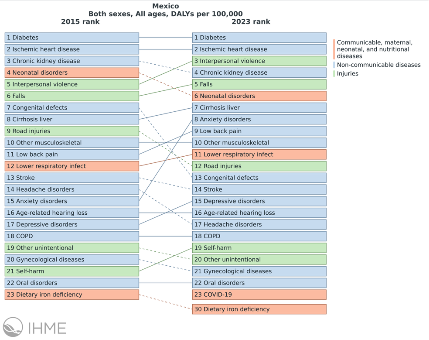 Mexico
Both sexes, All ages, DALYs per 100,000
2015 rank
2023 rank
1 Diabetes
2 Ischemic heart disease
3 Chronic kidney disease
4 Neonatal disorders
5 Interpersonal violence
6 Falls
7 Congenital defects
8 Cirrhosis liver
9 Road injuries
10 Other musculoskeletal
11 Low back pain
12 Lower respiratory infect
13 Stroke
14 Headache disorders
15 Anxiety disorders
16 Age-related hearing loss
17 Depressive disorders
18 COPD
19 Other unintentional
20 Gynecological diseases
21 Self-harm
22 Oral disorders
23 Dietary iron deficiency
1 Diabetes
2 Ischemic heart disease
3 Interpersonal violence
4 Chronic kidney disease
5 Falls
6 Neonatal disorders
7 Cirrhosis liver
8 Anxiety disorders
9 Low back pain
10 Other musculoskeletal
11 Lower respiratory infect
12 Road injuries
13 Congenital defects
14 Stroke
15 Depressive disorders
16 Age-related hearing loss
17 Headache disorders
18 COPD
19 Self-harm
20 Other unintentional
21 Gynecological diseases
22 Oral disorders
23 COVID-19
30 Dietary iron deficiency
Communicable, maternal,
neonatal, and nutritional
diseases
Non-communicable diseases
Injuries
IHME